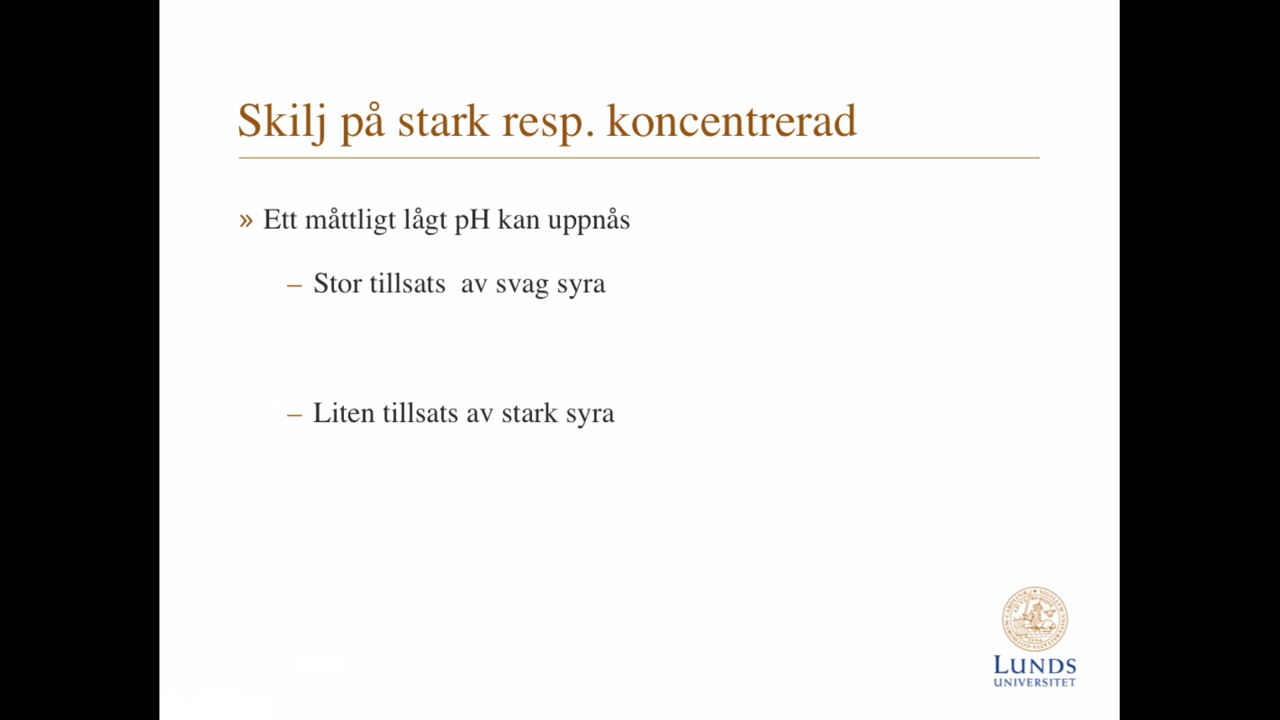 Skilj på stark resp. koncentrerad
» Ett måttligt lågt pH kan uppnås
– Stor tillsats  av svag syra
– Liten tillsats av stark syra
LUNDS
UNIVERSITET